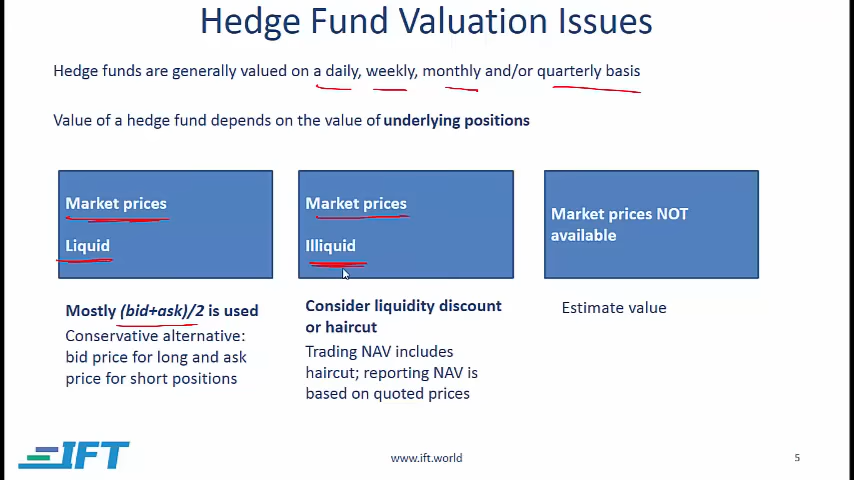 Hedge Fund Valuation Issues
Hedge funds are generally valued on a daily, weekly, monthly and/or quarterly basis
Value of a hedge fund depends on the value of underlying positions
Market prices
Liquid
Market prices
Illiquid
Market prices NOT
available
Mostly (bid+ask)/2 is used
Conservative alternative:
bid price for long and ask
price for short positions
Consider liquidity discount
or haircut
Trading NAV includes
haircut; reporting NAV is
based on quoted prices
Estimate value
IFT
www.ift.world
5